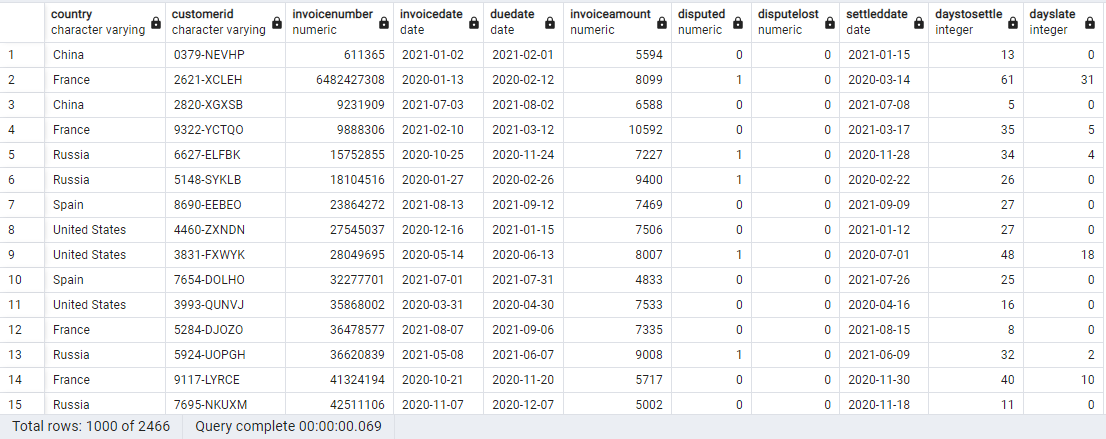 country customerid invoicenumber invoicedate duedate invoiceamount disputed disputelost settleddate daystosettle dayslate
character varying character varying numeric date date numeric numeric numeric date integer integer
1 China 0379-NEVHP 611365 2021-01-02 2021-02-01 5594 0 0 2021-01-15 13 0
2 France 2621-XCLEH 6482427308 2020-01-13 2020-02-12 8099 1 0 2020-03-14 61 31
3 China 2820-XGXSB 9231909 2021-07-03 2021-08-02 6588 0 0 2021-07-08 5 0
4 France 9322-YCTQO 9888306 2021-02-10 2021-03-12 10592 0 0 2021-03-17 35 5
5 Russia 6627-ELFBK 15752855 2020-10-25 2020-11-24 7227 1 0 2020-11-28 34 4
6 Russia 5148-SYKLB 18104516 2020-01-27 2020-02-26 9400 1 0 2020-02-22 26 0
7 Spain 8690-EEBEO 23864272 2021-08-13 2021-09-12 7469 0 0 2021-09-09 27 0
8 United States 4460-ZXNDN 27545037 2020-12-16 2021-01-15 7506 0 0 2021-01-12 27 0
9 United States 3831-FXWYK 28049695 2020-05-14 2020-06-13 8007 1 0 2020-07-01 48 18
10 Spain 7654-DOLHO 32277701 2021-07-01 2021-07-31 4833 0 0 2021-07-26 25 0
11 United States 3993-QUNVJ 35868002 2020-03-31 2020-04-30 7533 0 0 2020-04-16 16 0
12 France 5284-DJOZO 36478577 2021-08-07 2021-09-06 7335 0 0 2021-08-15 8 0
13 Russia 5924-UOPGH 36620839 2021-05-08 2021-06-07 9008 1 0 2021-06-09 32 2
14 France 9117-LYRCE 41324194 2020-10-21 2020-11-20 5717 0 0 2020-11-30 40 10
15 Russia 7695-NKUXM 42511106 2020-11-07 2020-12-07 5002 0 0 2020-11-18 11 0
Total rows: 1000 of 2466 Query complete 00:00:00.069